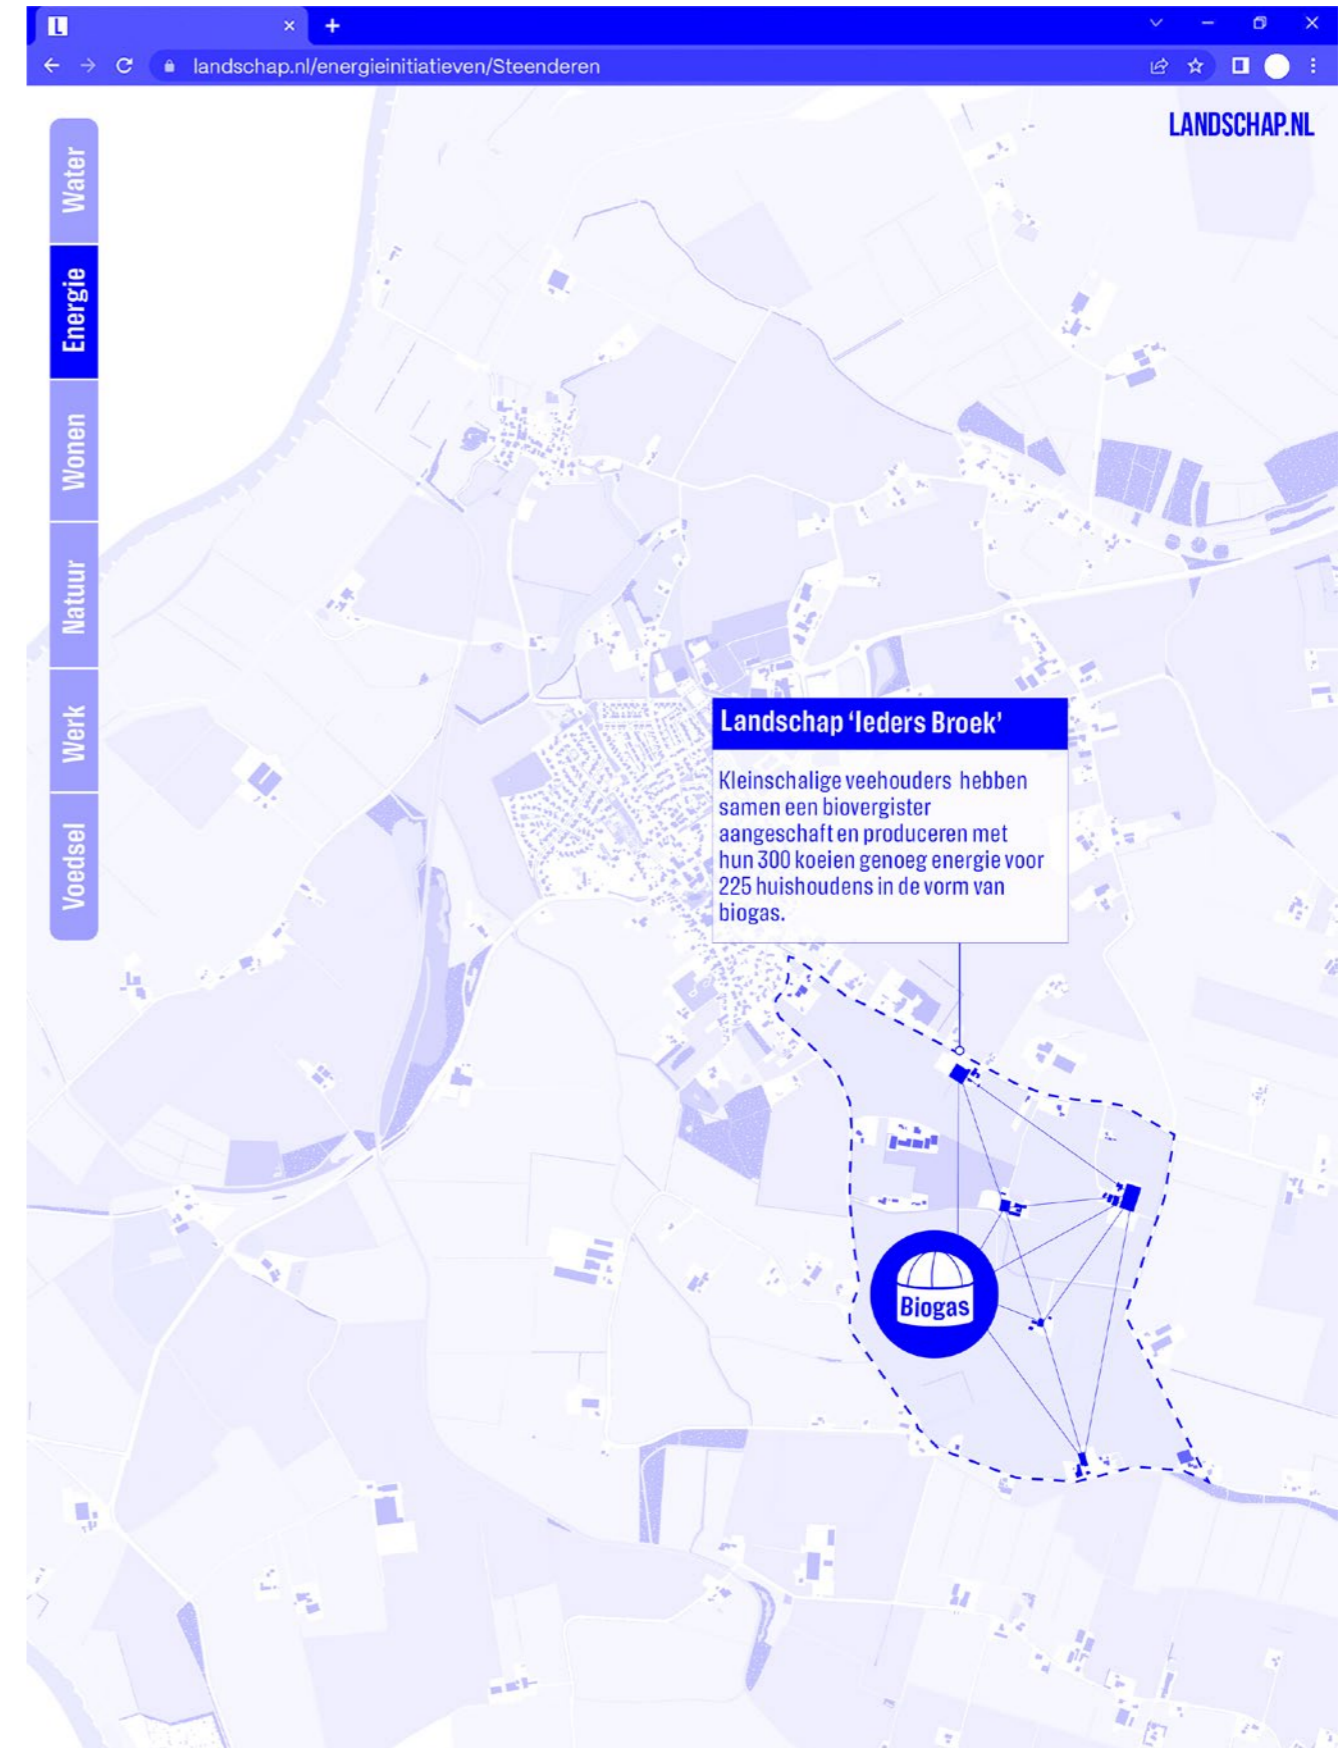 L
landschap.nl/energieinitiatieven/Steenderen
LANDSCHAP.NL
Water
Energie
Wonen
Natuur
Werk
Voedsel
Landschap ‘Ieders Broek’
Kleinschalige veehouders hebben
samen een biovergister
aangeschaft en produceren met
hun 300 koeien genoeg energie voor
225 huishoudens in de vorm van
biogas.
Biogas